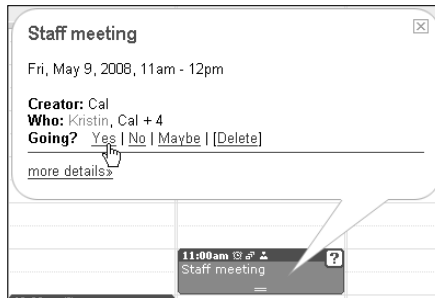 Staff meeting
Fri, May 9, 2008, 11am - 12pm
Creator: Cal
Who: Kristin, Cal + 4
Going? Yes | No | Maybe | [Delete]
more details»
11:00am ?
Staff meeting